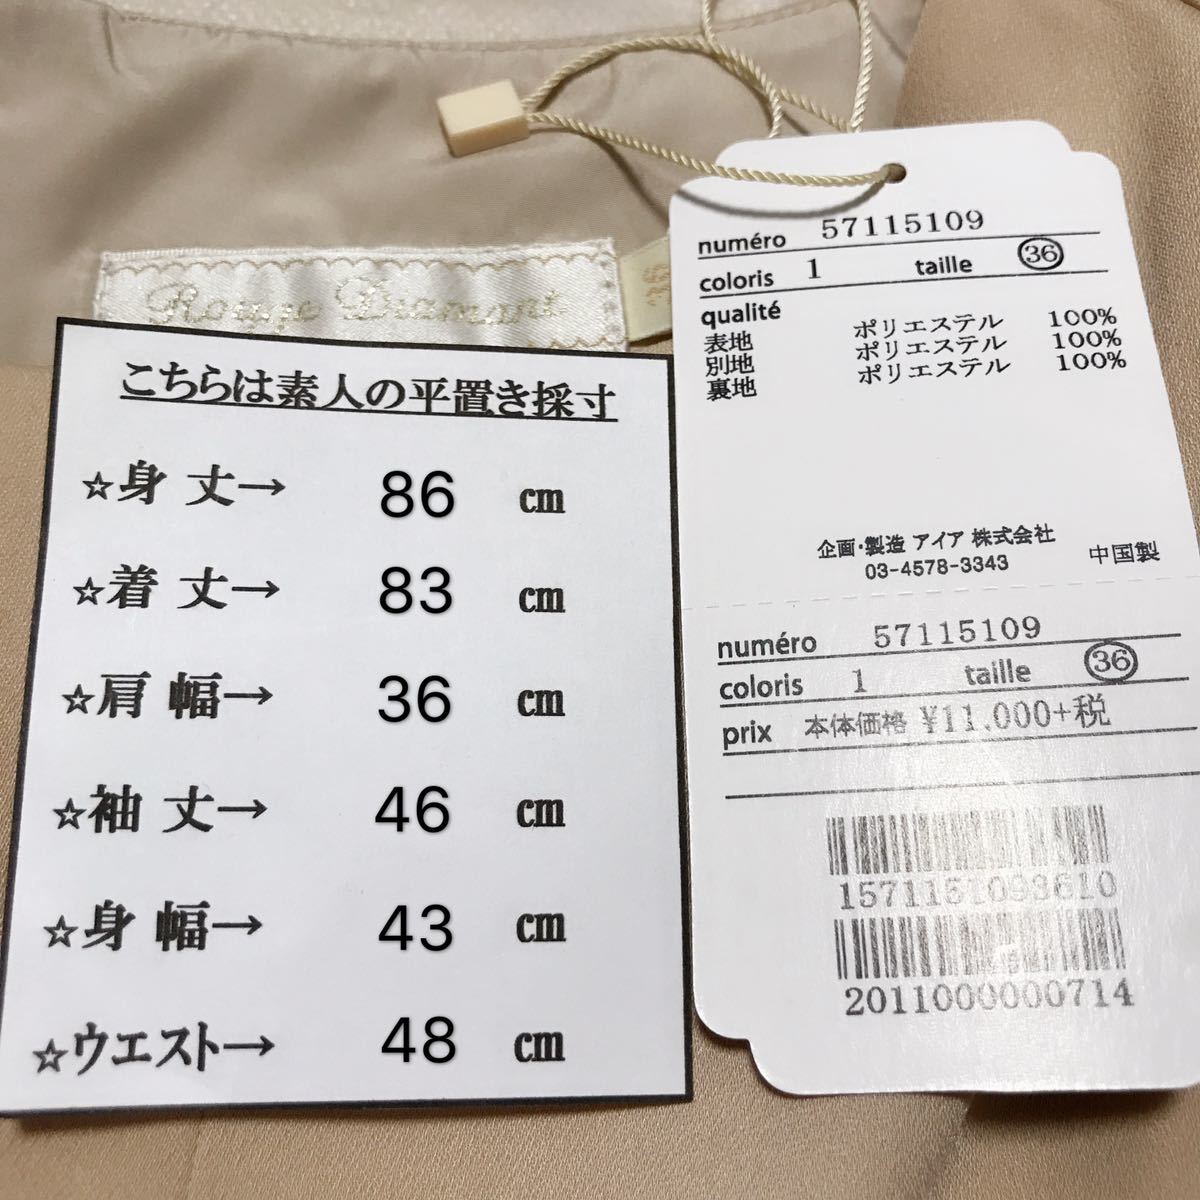 Rouge Diamant
36
こちらは素人の平置き採寸
☆身 丈→ 86 ㎝
☆着 丈→ 83 ㎝
☆肩 幅→ 36 ㎝
☆袖 丈→ 46 ㎝
☆身 幅→ 43 ㎝
☆ウエスト→ 48 ㎝
numéro 57115109
coloris 1 taille 36
qualité
表地 ポリエステル 100%
別地 ポリエステル 100%
裏地 ポリエステル 100%
企画・製造 アイア 株式会社
03-4578-3343 中国製
numéro 57115109
coloris 1 taille 36
prix 本体価格 ¥11.000+税
1571151093610
2011000000714